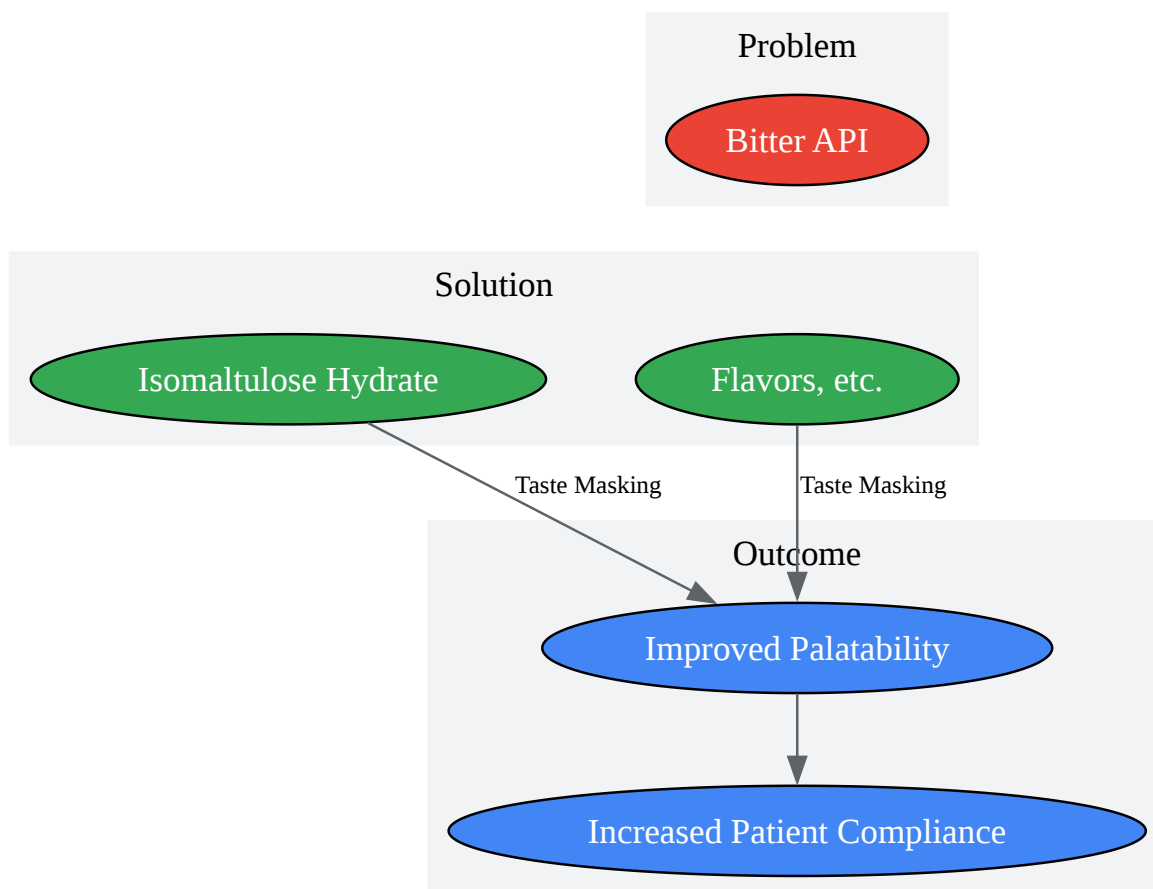 Problem
Bitter API
Solution
Isomaltulose Hydrate
Flavors, etc.
Taste Masking
Taste Masking
Outcome
Improved Palatability
Increased Patient Compliance